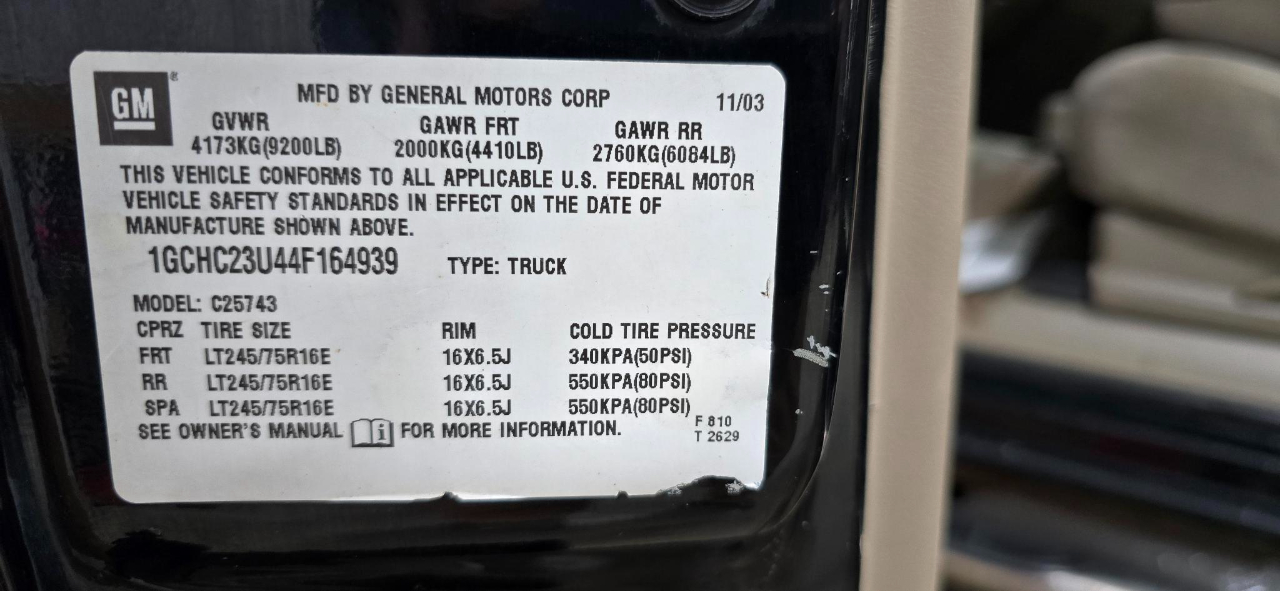 GM ®
MFD BY GENERAL MOTORS CORP 11/03
GVWR GAWR FRT GAWR RR
4173KG(9200LB) 2000KG(4410LB) 2760KG(6084LB)
THIS VEHICLE CONFORMS TO ALL APPLICABLE U.S. FEDERAL MOTOR
VEHICLE SAFETY STANDARDS IN EFFECT ON THE DATE OF
MANUFACTURE SHOWN ABOVE.
1GCHC23U44F164939 TYPE: TRUCK
MODEL: C25743
CPRZ TIRE SIZE RIM COLD TIRE PRESSURE
FRT LT245/75R16E 16X6.5J 340KPA(50PSI)
RR LT245/75R16E 16X6.5J 550KPA(80PSI)
SPA LT245/75R16E 16X6.5J 550KPA(80PSI)
SEE OWNER'S MANUAL i FOR MORE INFORMATION.
F 810
T 2629